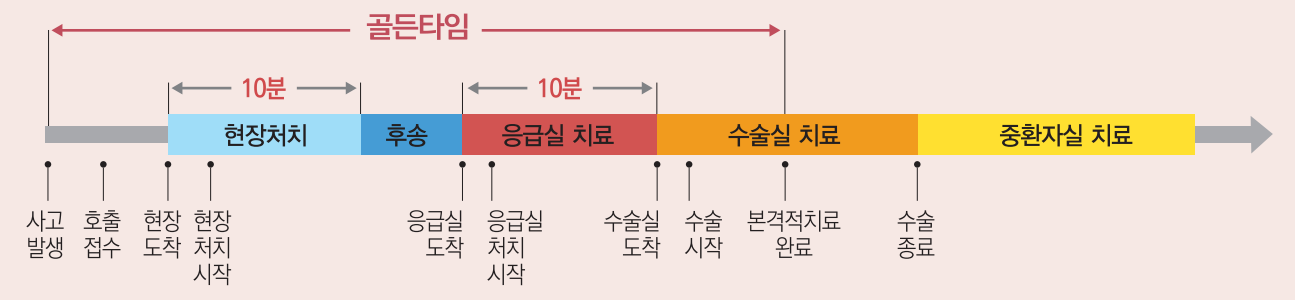 골든타임
10분
10분
현장처치
후송
응급실 치료
수술실 치료
중환자실 치료
사고
발생
호출
접수
현장
도착
현장
처치
시작
응급실
도착
응급실
처치
시작
수술실
도착
수술
시작
본격적치료
완료
수술
종료